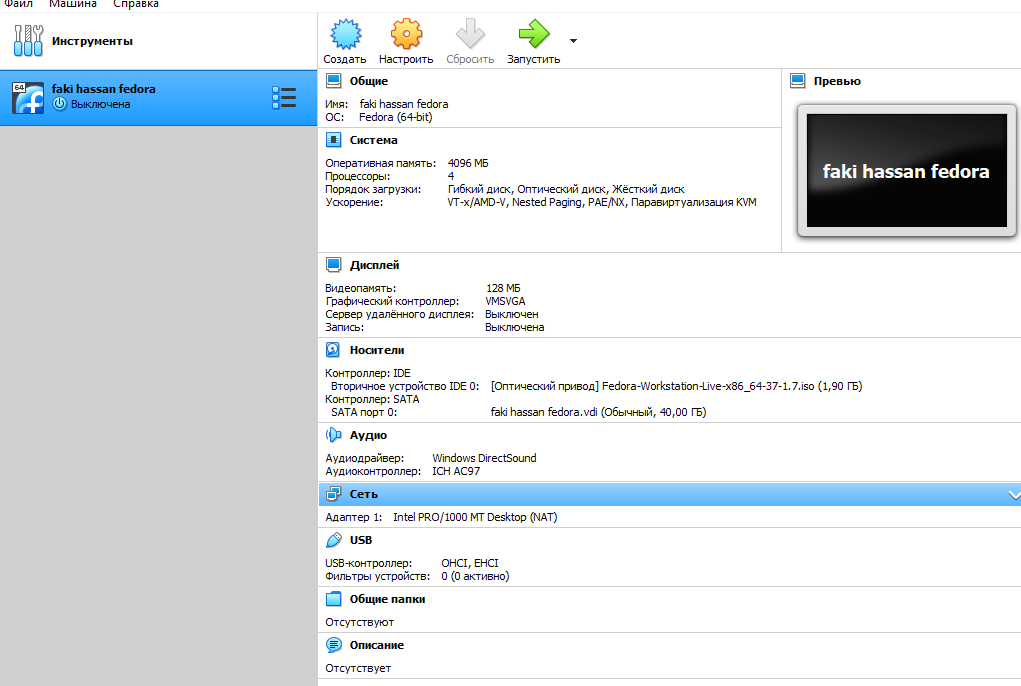 Файл Машина Справка
Инструменты
Создать Настроить Сбросить Запустить
64
faki hassan fedora
Выключена
Общие
Имя: faki hassan fedora
ОС: Fedora (64-bit)
Превью
faki hassan fedora
Система
Оперативная память: 4096 МБ
Процессоры: 4
Порядок загрузки: Гибкий диск, Оптический диск, Жёсткий диск
Ускорение: VT-x/AMD-V, Nested Paging, PAE/NX, Паравиртуализация KVM
Дисплей
Видеопамять: 128 МБ
Графический контроллер: VMSVGA
Сервер удалённого дисплея: Выключен
Запись: Выключена
Носители
Контроллер: IDE
Вторичное устройство IDE 0: [Оптический привод] Fedora-Workstation-Live-x86_64-37-1.7.iso (1,90 ГБ)
Контроллер: SATA
SATA порт 0: faki hassan fedora.vdi (Обычный, 40,00 ГБ)
Аудио
Аудиодрайвер: Windows DirectSound
Аудиоконтроллер: ICH AC97
Сеть
Адаптер 1: Intel PRO/1000 MT Desktop (NAT)
USB
USB-контроллер: OHCI, EHCI
Фильтры устройств: 0 (0 активно)
Общие папки
Отсутствуют
Описание
Отсутствует